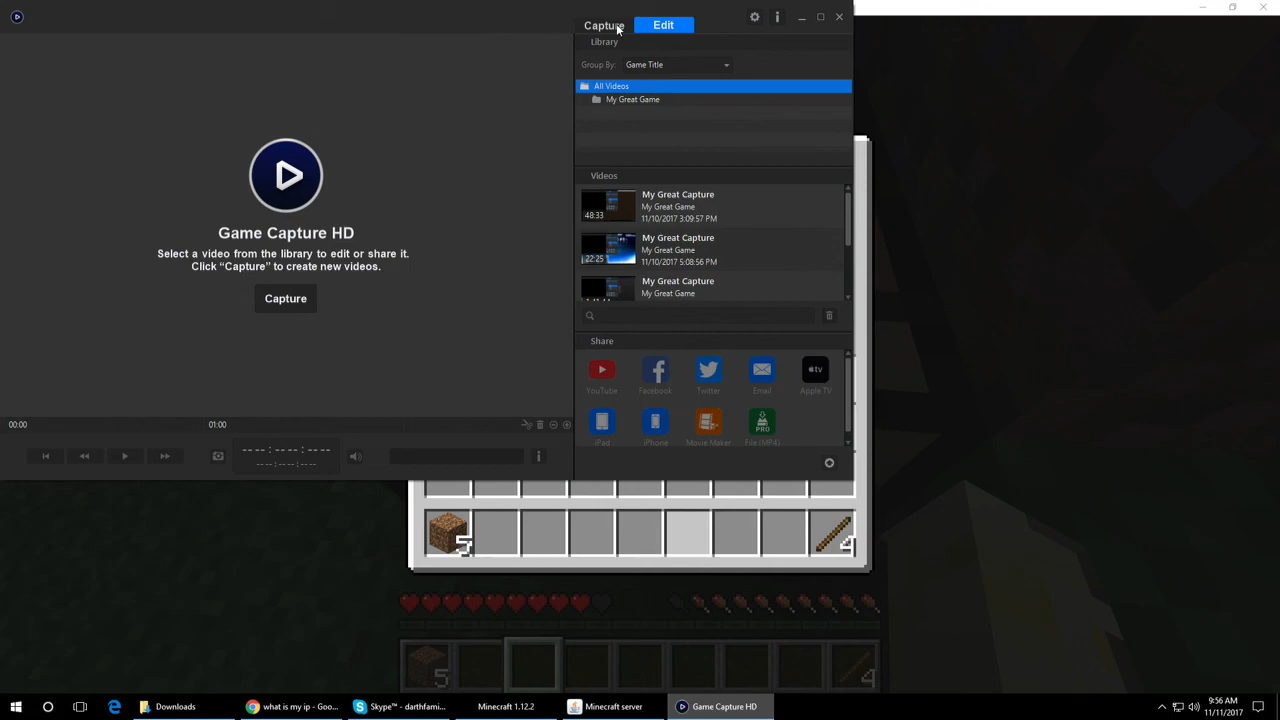 Capture
Edit
Library
Group By: Game Title
All Videos
My Great Game
Videos
My Great Capture
My Great Game
11/10/2017 3:09:57 PM
48:33
My Great Capture
My Great Game
11/10/2017 5:08:56 PM
22:25
My Great Capture
My Great Game
Game Capture HD
Select a video from the library to edit or share it.
Click “Capture” to create new videos.
Capture
Share
YouTube
Facebook
Twitter
Email
Apple TV
iPad
iPhone
Movie Maker
File (MP4)
00:00
01:00
5
4
5
4
what is my ip - Goo...
Downloads
Skype™ - darthfami...
Minecraft 1.12.2
Minecraft server
Game Capture HD
9:56 AM
11/11/2017